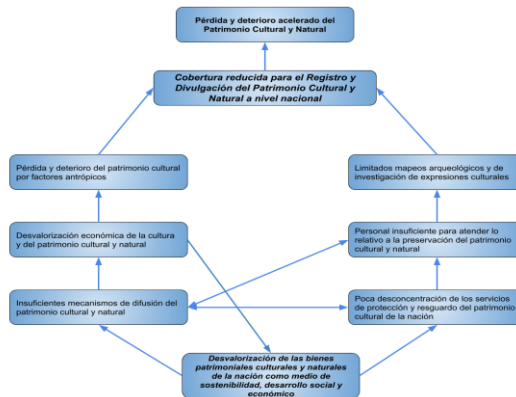 Pérdida y deterioro acelerado del
Patrimonio Cultural y Natural
Cobertura reducida para el Registro y
Divulgación del Patrimonio Cultural y
Natural a nivel nacional
Pérdida y deterioro del patrimonio cultural
por factores antrópicos
Limitados mapeos arqueológicos y de
investigación de expresiones culturales
Desvalorización económica de la cultura
y del patrimonio cultural y natural
Personal insuficiente para atender lo
relativo a la preservación del patrimonio
cultural y natural
Insuficientes mecanismos de difusión del
patrimonio cultural y natural
Poca desconcentración de los servicios
de protección y resguardo del patrimonio
cultural de la nación
Desvalorización de las bienes
patrimoniales culturales y naturales
de la nación como medio de
sostenibilidad, desarrollo social y
económico